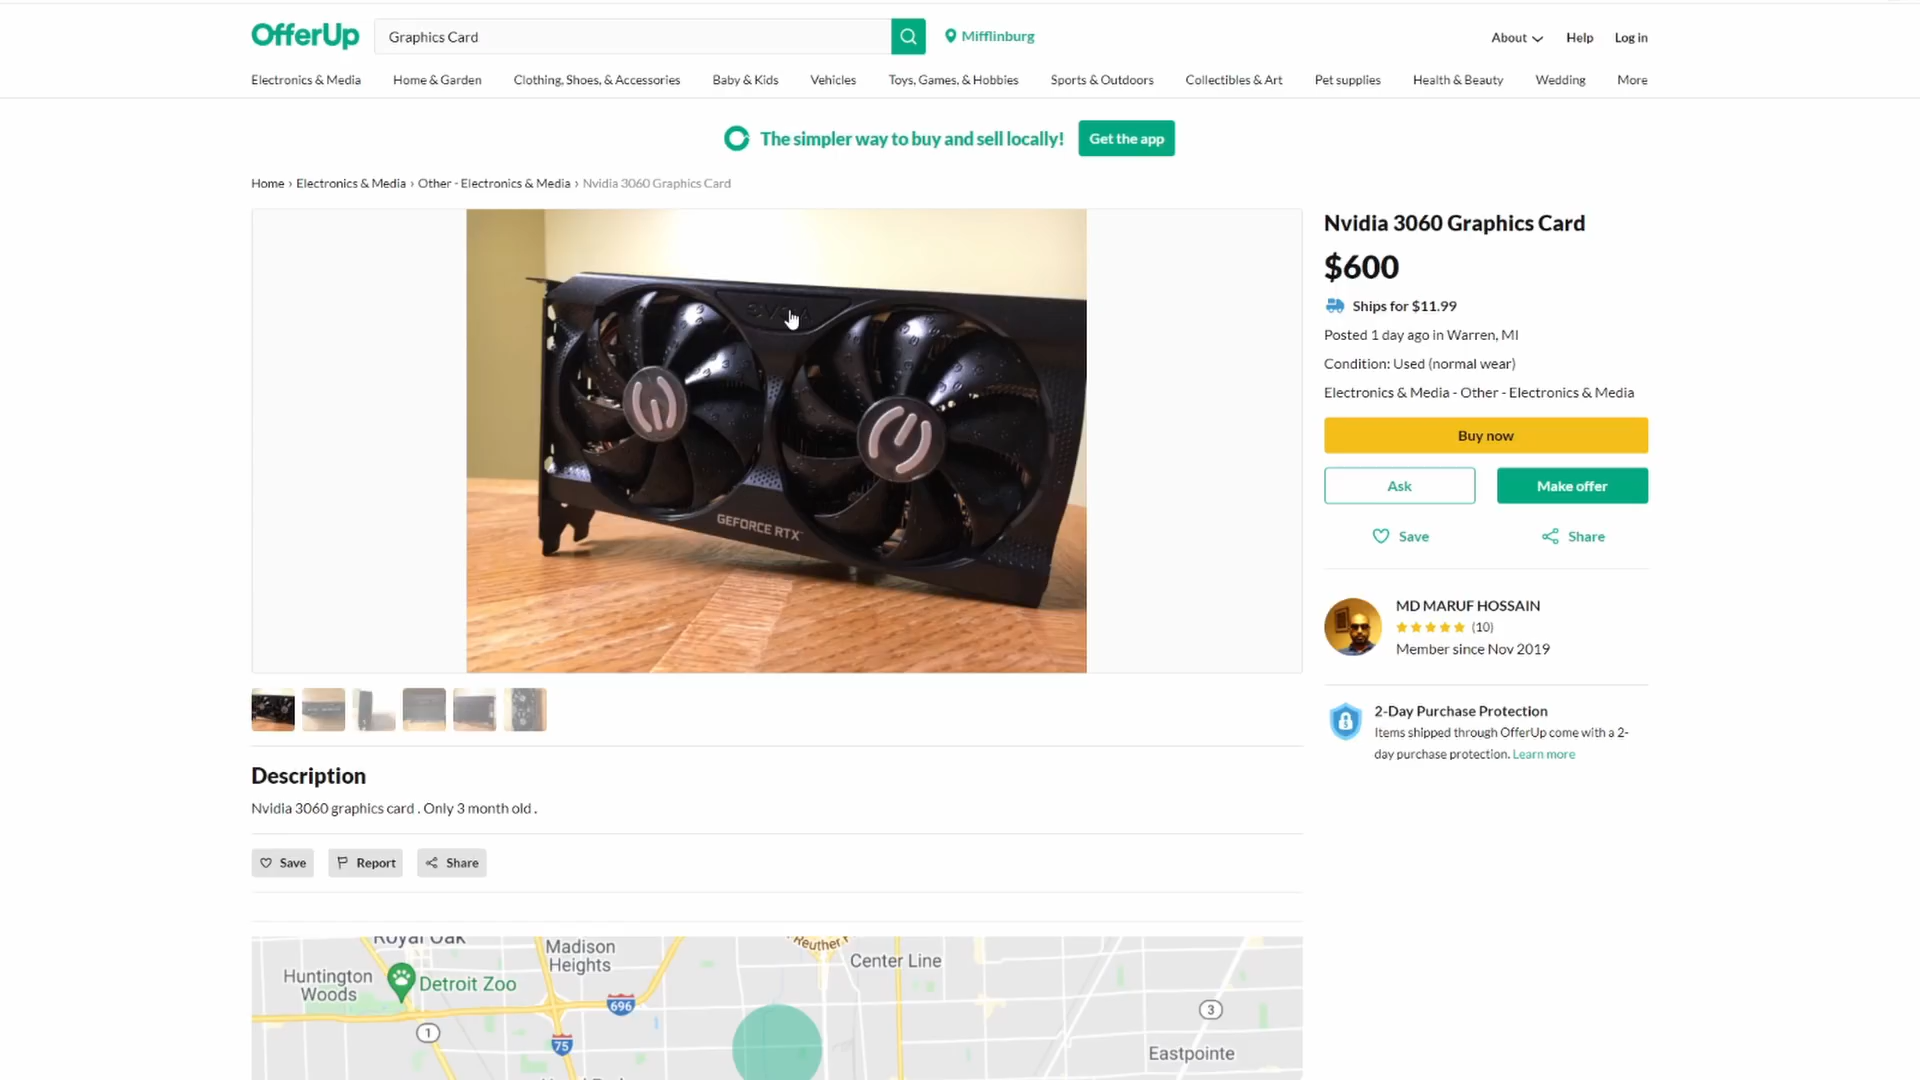 OfferUp
Graphics Card
Mifflinburg
About
Help
Log in
Electronics & Media
Home & Garden
Clothing, Shoes, & Accessories
Baby & Kids
Vehicles
Toys, Games, & Hobbies
Sports & Outdoors
Collectibles & Art
Pet supplies
Health & Beauty
Wedding
More
The simpler way to buy and sell locally!
Get the app
Home › Electronics & Media › Other - Electronics & Media › Nvidia 3060 Graphics Card
GEFORCE RTX
Nvidia 3060 Graphics Card
$600
Ships for $11.99
Posted 1 day ago in Warren, MI
Condition: Used (normal wear)
Electronics & Media - Other - Electronics & Media
Buy now
Ask
Make offer
Save
Share
MD MARUF HOSSAIN
(10)
Member since Nov 2019
2-Day Purchase Protection
Items shipped through OfferUp come with a 2-
day purchase protection. Learn more
Description
Nvidia 3060 graphics card . Only 3 month old .
Save
Report
Share
Royal Oak
Madison
Heights
Reuther
Center Line
Huntington
Woods
Detroit Zoo
696
1
75
3
Eastpointe